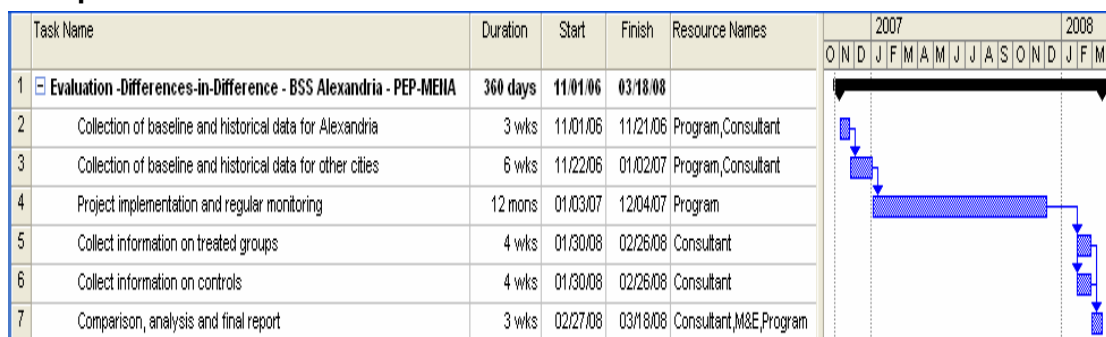 Task Name Duration Start Finish Resource Names 2007 2008
O N D J F M A M J J A S O N D J F M
1 Evaluation -Differences-in-Difference - BSS Alexandria - PEP-MENA 360 days 11/01/06 03/18/08
2 Collection of baseline and historical data for Alexandria 3 wks 11/01/06 11/21/06 Program,Consultant
3 Collection of baseline and historical data for other cities 6 wks 11/22/06 01/02/07 Program,Consultant
4 Project implementation and regular monitoring 12 mons 01/03/07 12/04/07 Program
5 Collect information on treated groups 4 wks 01/30/08 02/26/08 Consultant
6 Collect information on controls 4 wks 01/30/08 02/26/08 Consultant
7 Comparison, analysis and final report 3 wks 02/27/08 03/18/08 Consultant,M&E,Program